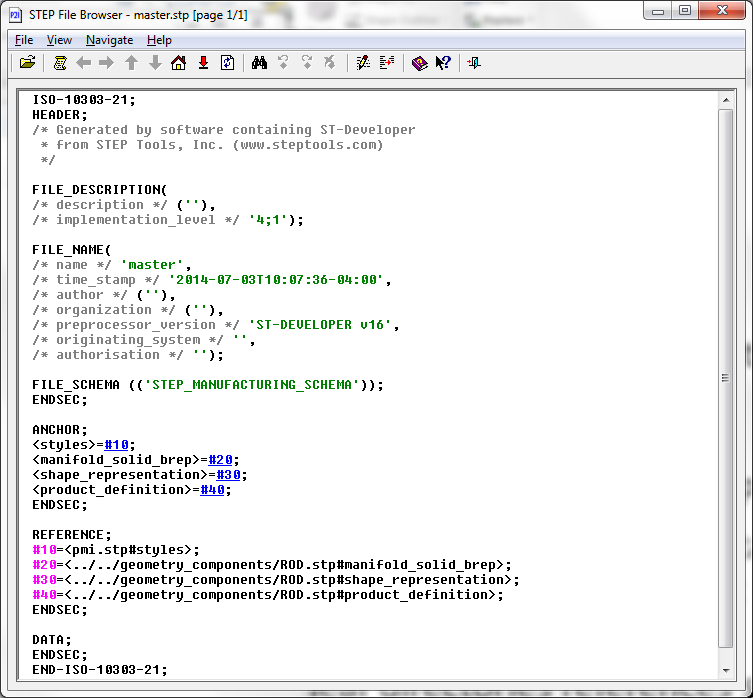 STEP File Browser - master.stp [page 1/1]
File View Navigate Help
ISO-10303-21;
HEADER;
/* Generated by software containing ST-Developer
 * from STEP Tools, Inc. (www.steptools.com)
 */
FILE_DESCRIPTION(
/* description */ (''),
/* implementation_level */ '4;1');
FILE_NAME(
/* name */ 'master',
/* time_stamp */ '2014-07-03T10:07:36-04:00',
/* author */ (''),
/* organization */ (''),
/* preprocessor_version */ 'ST-DEVELOPER v16',
/* originating_system */ '',
/* authorisation */ '');
FILE_SCHEMA (('STEP_MANUFACTURING_SCHEMA'));
ENDSEC;
ANCHOR;
<styles>=#10;
<manifold_solid_brep>=#20;
<shape_representation>=#30;
<product_definition>=#40;
ENDSEC;
REFERENCE;
#10=<pmi.stp#styles>;
#20=<../../geometry_components/ROD.stp#manifold_solid_brep>;
#30=<../../geometry_components/ROD.stp#shape_representation>;
#40=<../../geometry_components/ROD.stp#product_definition>;
ENDSEC;
DATA;
ENDSEC;
END-ISO-10303-21;